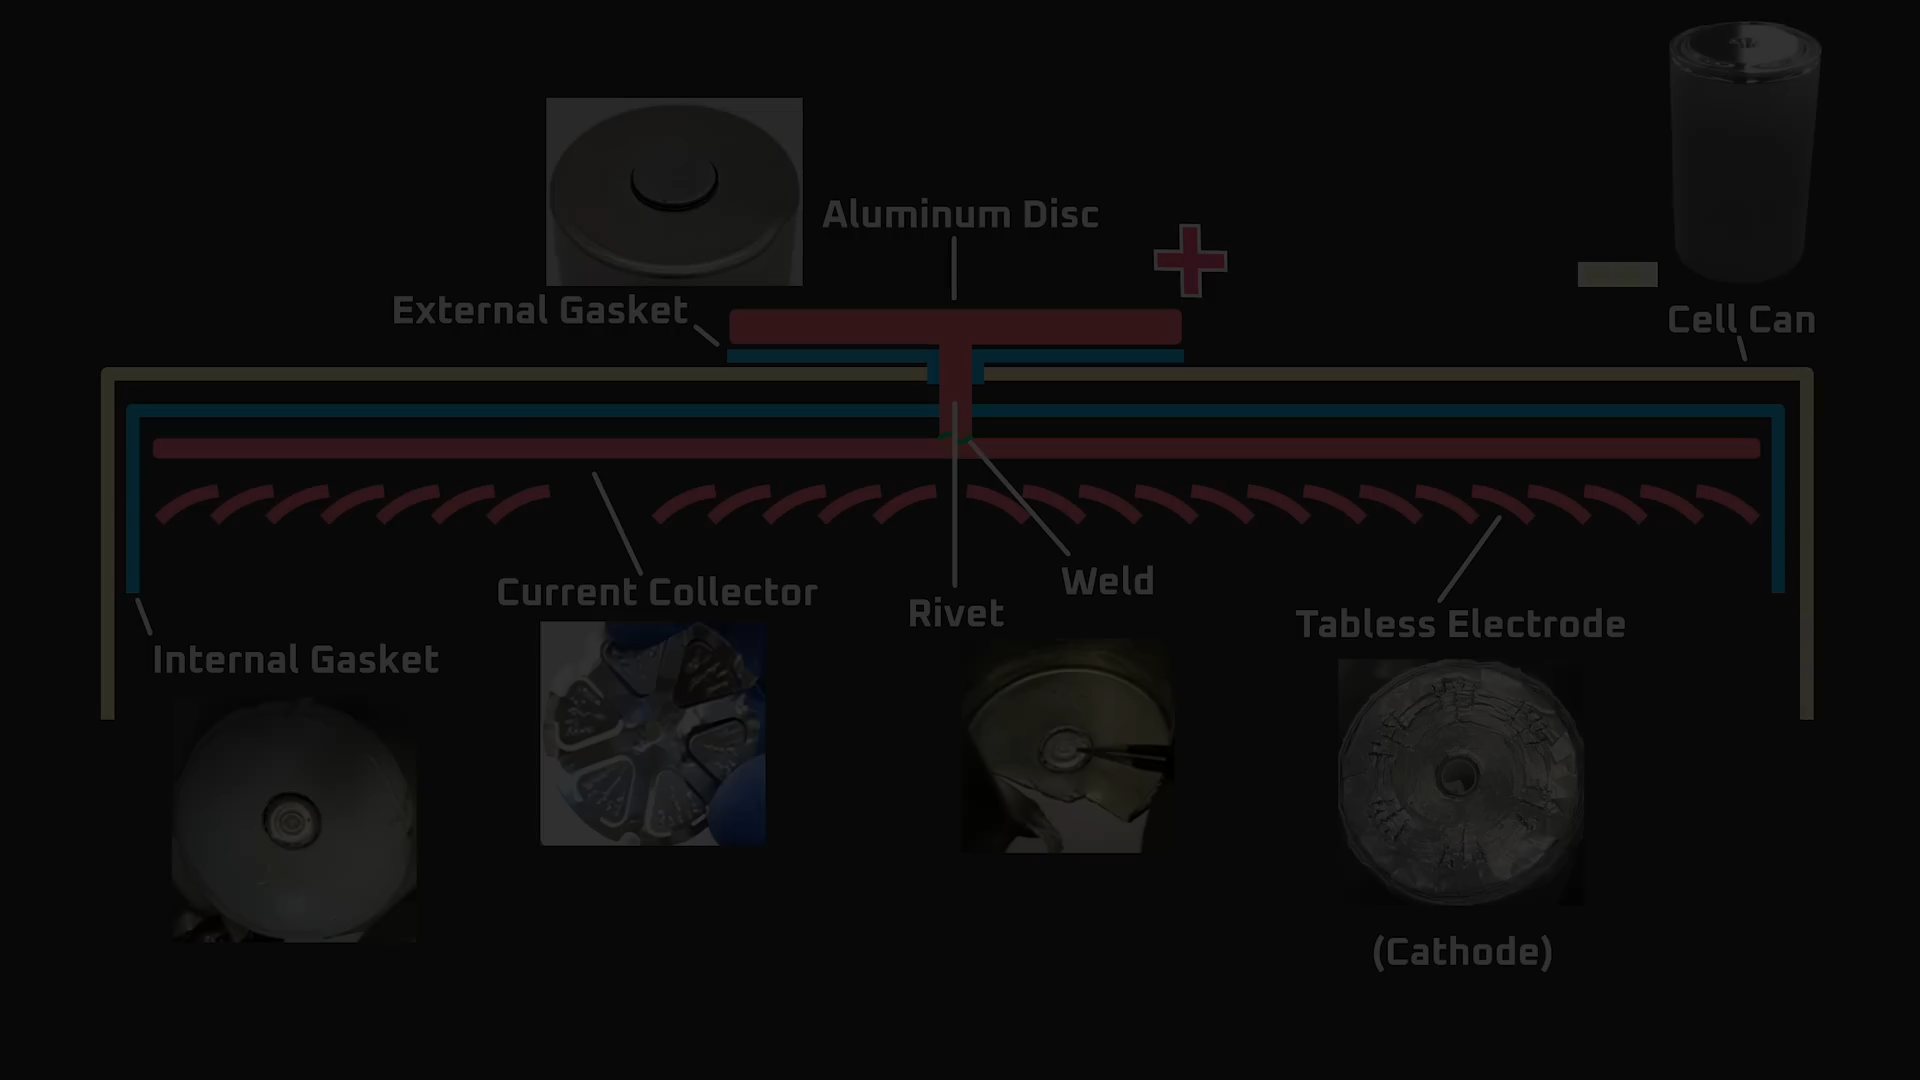 Aluminum Disc
External Gasket
Cell Can
Current Collector
Weld
Rivet
Tabless Electrode
Internal Gasket
(Cathode)